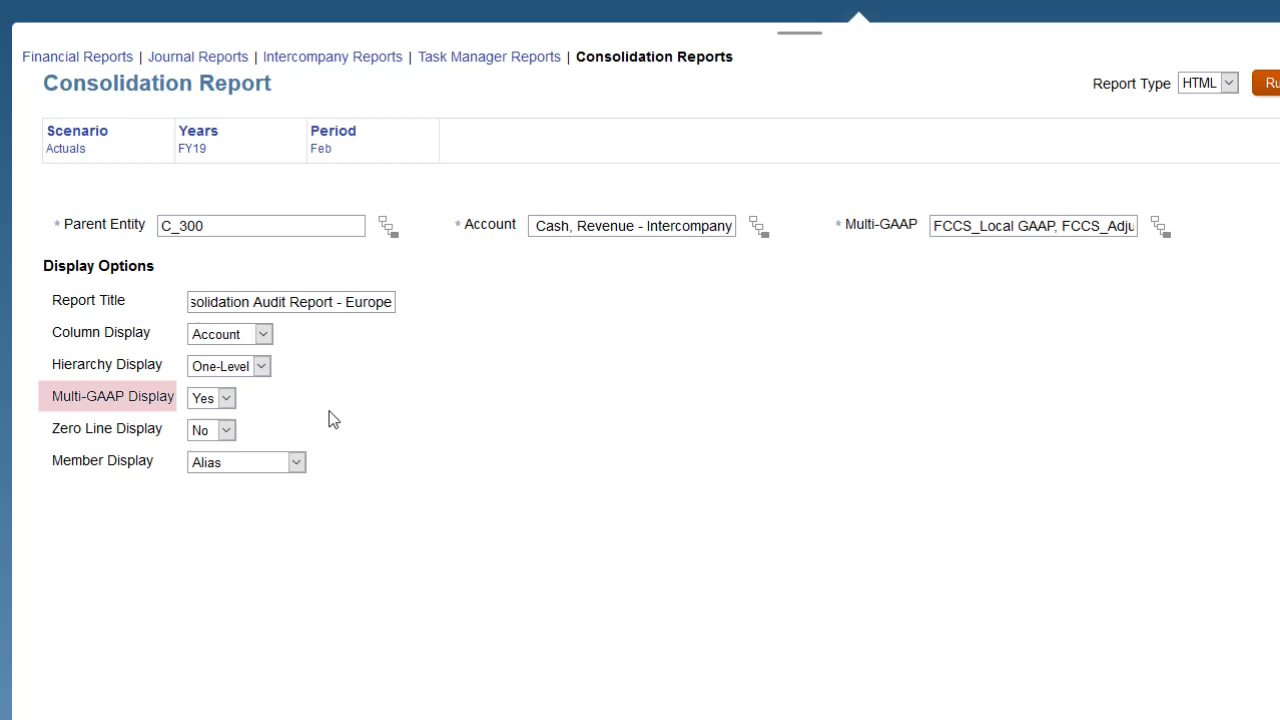 Financial Reports | Journal Reports | Intercompany Reports | Task Manager Reports | Consolidation Reports
Consolidation Report
Report Type HTML Ru
Scenario Years Period
Actuals FY19 Feb
* Parent Entity C_300 * Account Cash, Revenue - Intercompany * Multi-GAAP FCCS_Local GAAP, FCCS_Adju
Display Options
Report Title solidation Audit Report - Europe
Column Display Account
Hierarchy Display One-Level
Multi-GAAP Display Yes
Zero Line Display No
Member Display Alias